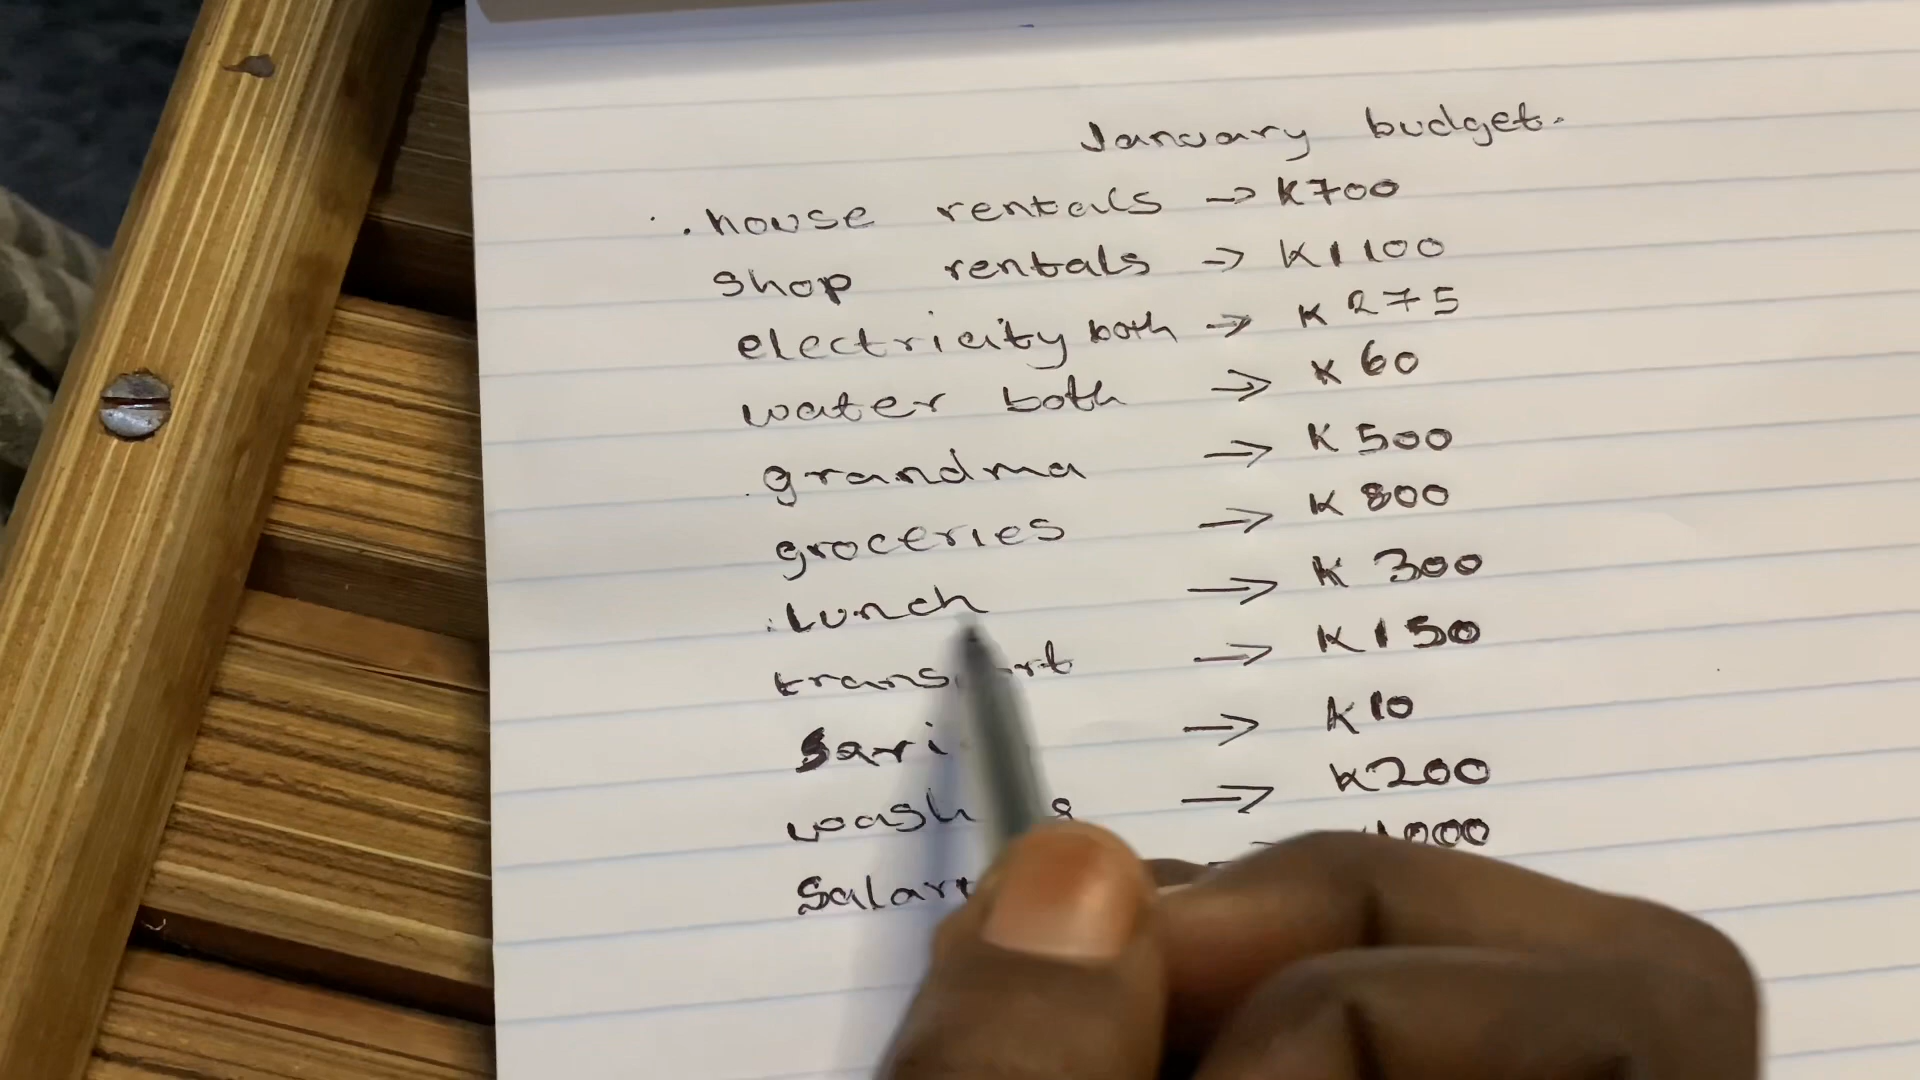 January budget.
. house rentals → K700
shop rentals → K1100
electricity both → K275
water both → K60
grandma → K500
groceries → K800
Lunch → K300
→ K150
→ K10
→ K200